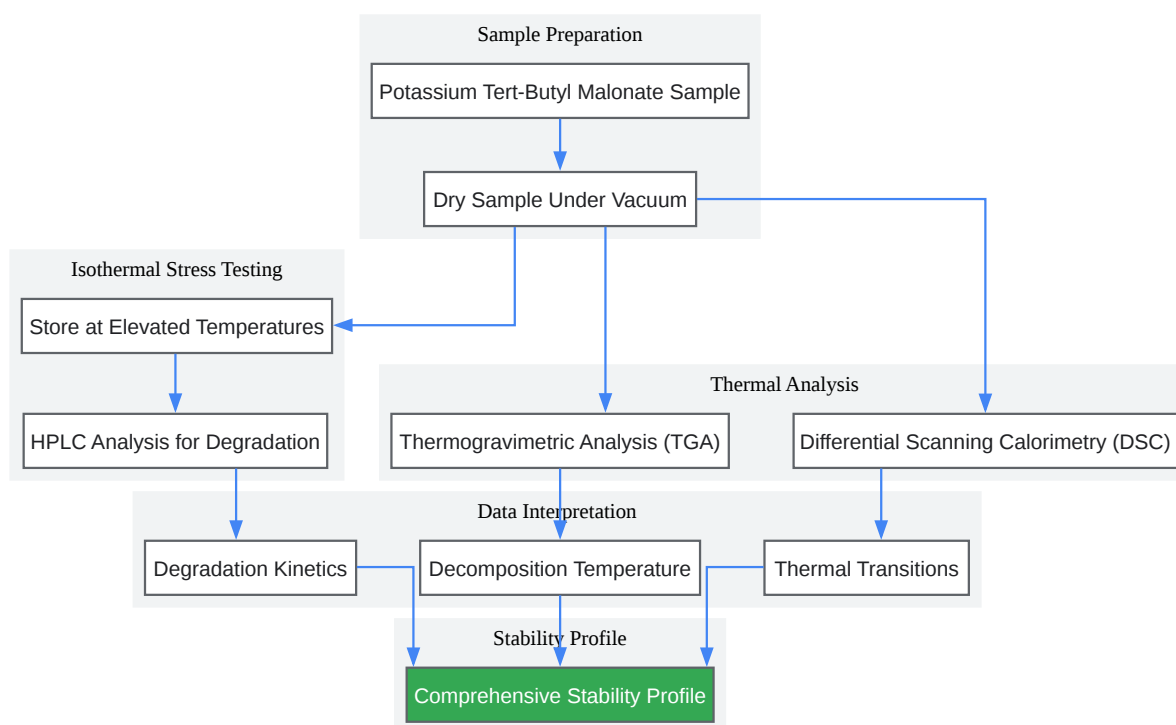 Sample Preparation
Potassium Tert-Butyl Malonate Sample
Dry Sample Under Vacuum
Isothermal Stress Testing
Store at Elevated Temperatures
HPLC Analysis for Degradation
Thermal Analysis
Thermogravimetric Analysis (TGA)
Differential Scanning Calorimetry (DSC)
Data Interpretation
Degradation Kinetics
Decomposition Temperature
Thermal Transitions
Stability Profile
Comprehensive Stability Profile